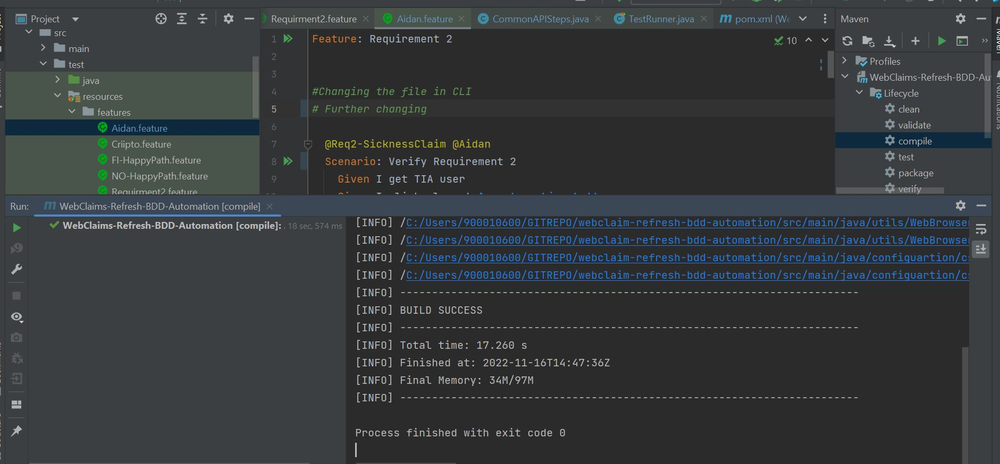 Project
src
main
test
java
resources
features
Aidan.feature
Criipto.feature
FI-HappyPath.feature
NO-HappyPath.feature
Requirment2.feature
Requirment2.feature
Aidan.feature
CommonAPISteps.java
TestRunner.java
pom.xml (We
1 Feature: Requirement 2
10
2
3
4 #Changing the file in CLI
5 # Further changing
6
7 @Req2-SicknessClaim @Aidan
8 Scenario: Verify Requirement 2
9 Given I get TIA user
Maven
Profiles
WebClaims-Refresh-BDD-Au
Lifecycle
clean
validate
compile
test
package
verify
Maven
Notifications
Run: WebClaims-Refresh-BDD-Automation [compile]
WebClaims-Refresh-BDD-Automation [compile]: 18 sec, 574 ms
[INFO] /C:/Users/900010600/GITREPO/webclaim-refresh-bdd-automation/src/main/java/utils/WebBrowser
[INFO] /C:/Users/900010600/GITREPO/webclaim-refresh-bdd-automation/src/main/java/utils/WebBrowser
[INFO] /C:/Users/900010600/GITREPO/webclaim-refresh-bdd-automation/src/main/java/configuartion/cs
[INFO] /C:/Users/900010600/GITREPO/webclaim-refresh-bdd-automation/src/main/java/configuartion/cs
[INFO] ------------------------------------------------------------------------
[INFO] BUILD SUCCESS
[INFO] ------------------------------------------------------------------------
[INFO] Total time: 17.260 s
[INFO] Finished at: 2022-11-16T14:47:36Z
[INFO] Final Memory: 34M/97M
[INFO] ------------------------------------------------------------------------
Process finished with exit code 0